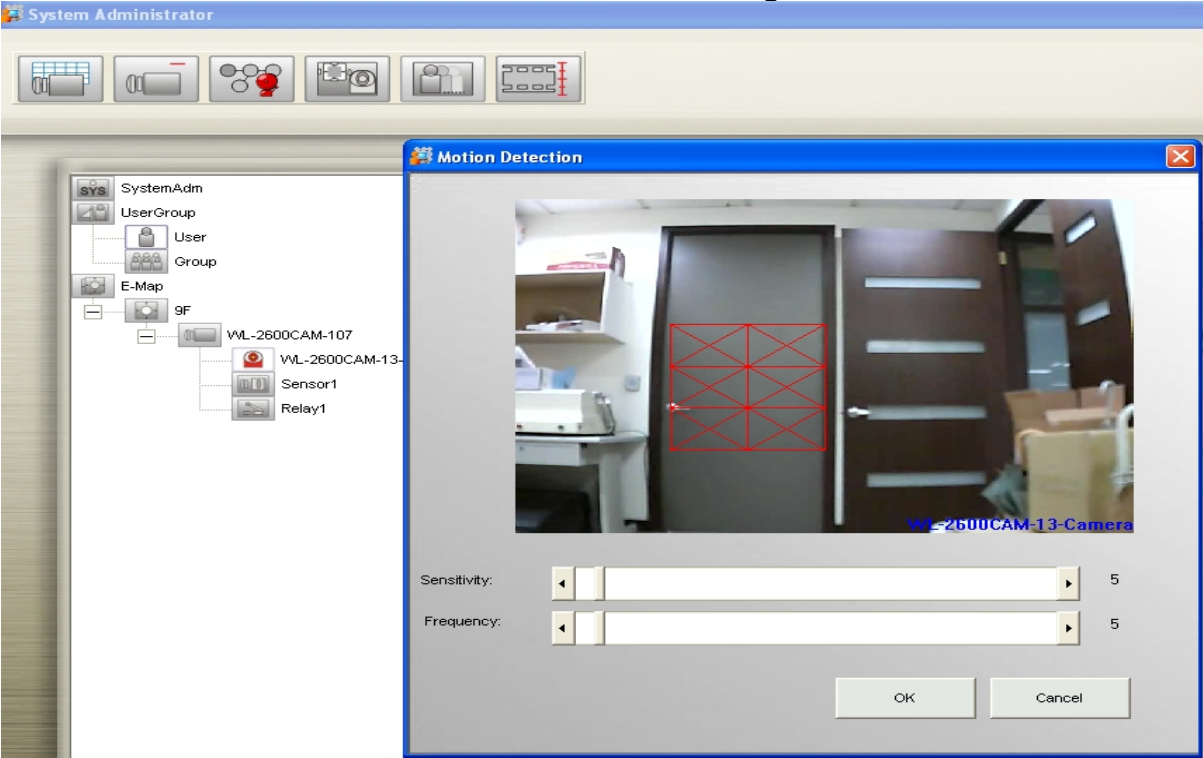 System Administrator
Motion Detection
SYS SystemAdm
UserGroup
User
Group
E-Map
9F
WL-2600CAM-107
WL-2600CAM-13-
Sensor1
Relay1
WL-2600CAM-13-Camera
Sensitivity: 5
Frequency: 5
OK Cancel